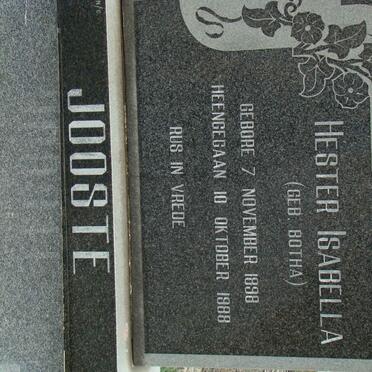 HESTER ISABELLA
(GEB. BOTHA)
GEBORE 7 NOVEMBER 1898
HEENGEGAAN 10 OKTOBER 1988
RUS IN VREDE
JOOSTE